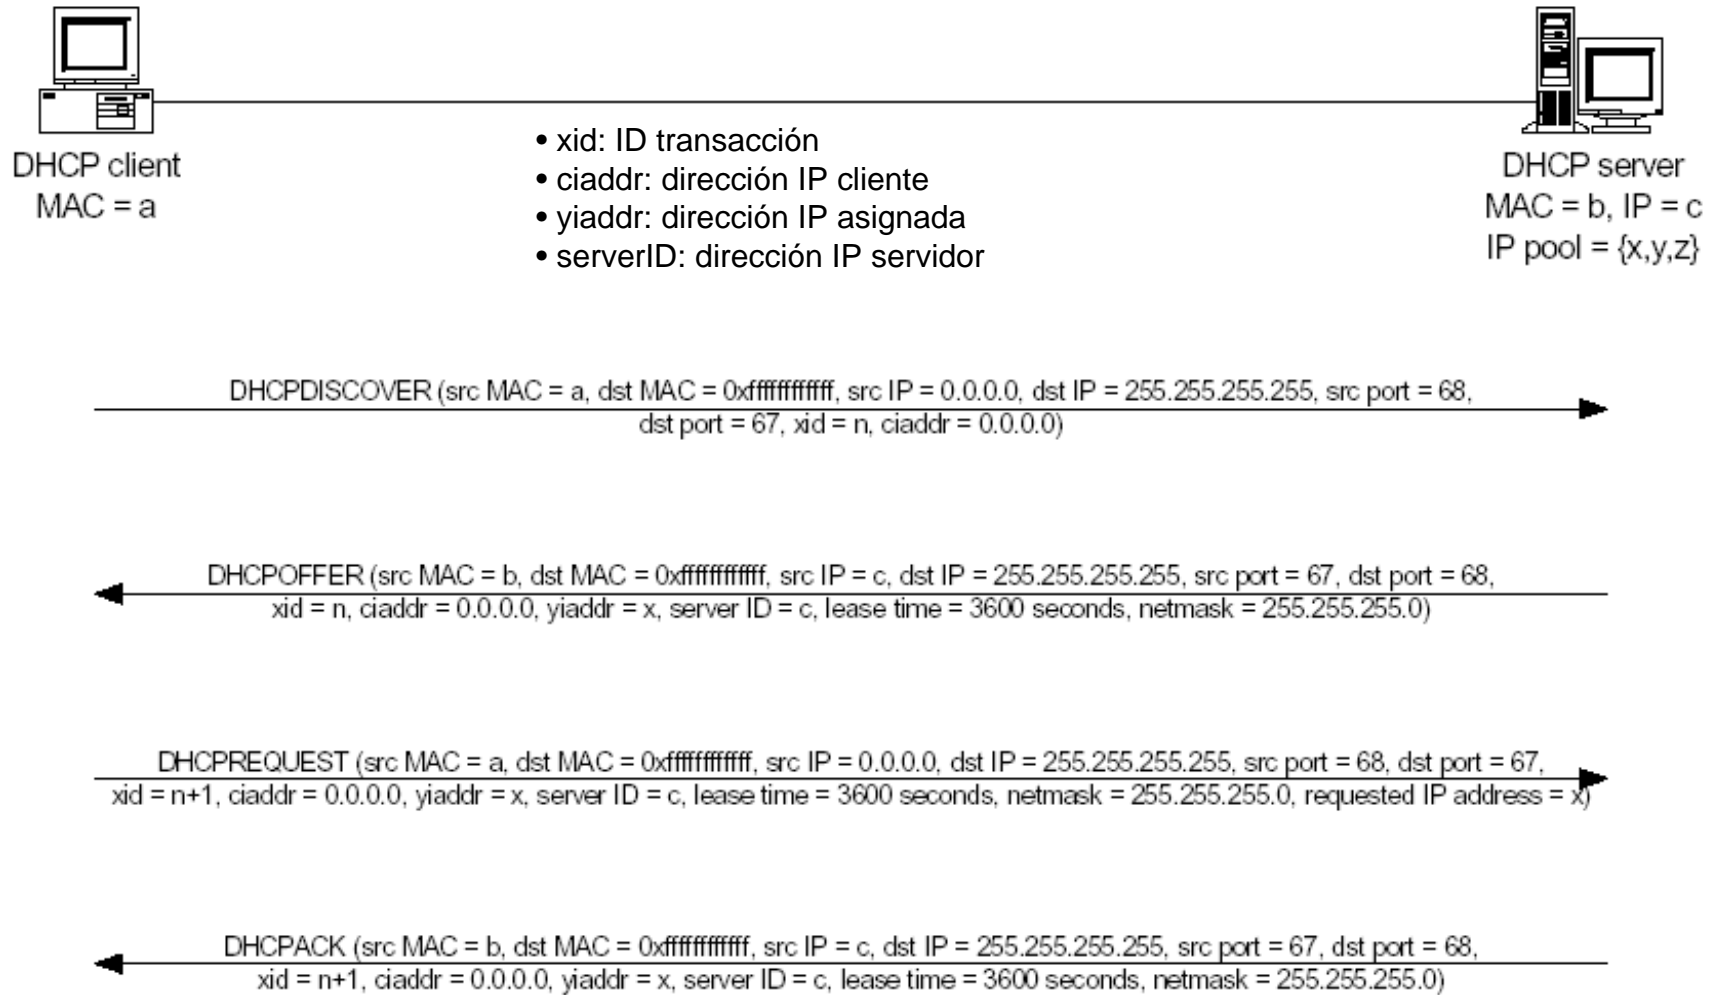 DHCP client
MAC = a
• xid: ID transacción
• ciaddr: dirección IP cliente
• yiaddr: dirección IP asignada
• serverID: dirección IP servidor
DHCP server
MAC = b, IP = c
IP pool = {x,y,z}
DHCPDISCOVER (src MAC = a, dst MAC = 0xffffffffffff, src IP = 0.0.0.0, dst IP = 255.255.255.255, src port = 68,
dst port = 67, xid = n, ciaddr = 0.0.0.0)
DHCPOFFER (src MAC = b, dst MAC = 0xffffffffffff, src IP = c, dst IP = 255.255.255.255, src port = 67, dst port = 68,
xid = n, ciaddr = 0.0.0.0, yiaddr = x, server ID = c, lease time = 3600 seconds, netmask = 255.255.255.0)
DHCPREQUEST (src MAC = a, dst MAC = 0xffffffffffff, src IP = 0.0.0.0, dst IP = 255.255.255.255, src port = 68, dst port = 67,
xid = n+1, ciaddr = 0.0.0.0, yiaddr = x, server ID = c, lease time = 3600 seconds, netmask = 255.255.255.0, requested IP address = x)
DHCPACK (src MAC = b, dst MAC = 0xffffffffffff, src IP = c, dst IP = 255.255.255.255, src port = 67, dst port = 68,
xid = n+1, ciaddr = 0.0.0.0, yiaddr = x, server ID = c, lease time = 3600 seconds, netmask = 255.255.255.0)